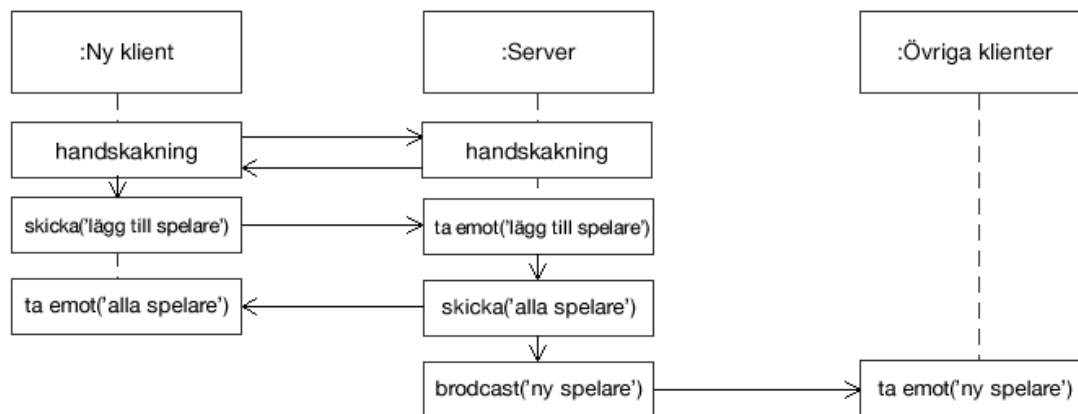 :Ny klient
:Server
:Övriga klienter
handskakning
handskakning
skicka('lägg till spelare')
ta emot('lägg till spelare')
ta emot('alla spelare')
skicka('alla spelare')
brodcast('ny spelare')
ta emot('ny spelare')